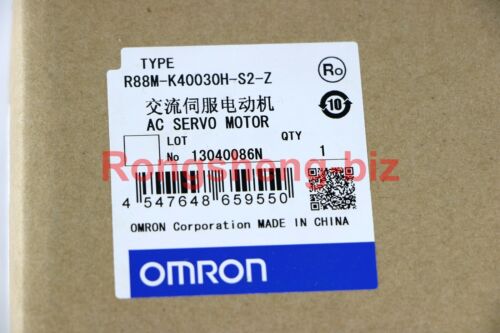 TYPE
R88M-K40030H-S2-Z
Ro
交流伺服电动机
10
AC SERVO MOTOR
LOT QTY
No 13040086N 1
Rongsheng-biz
4 547648 659550
OMRON Corporation MADE IN CHINA
OMRON